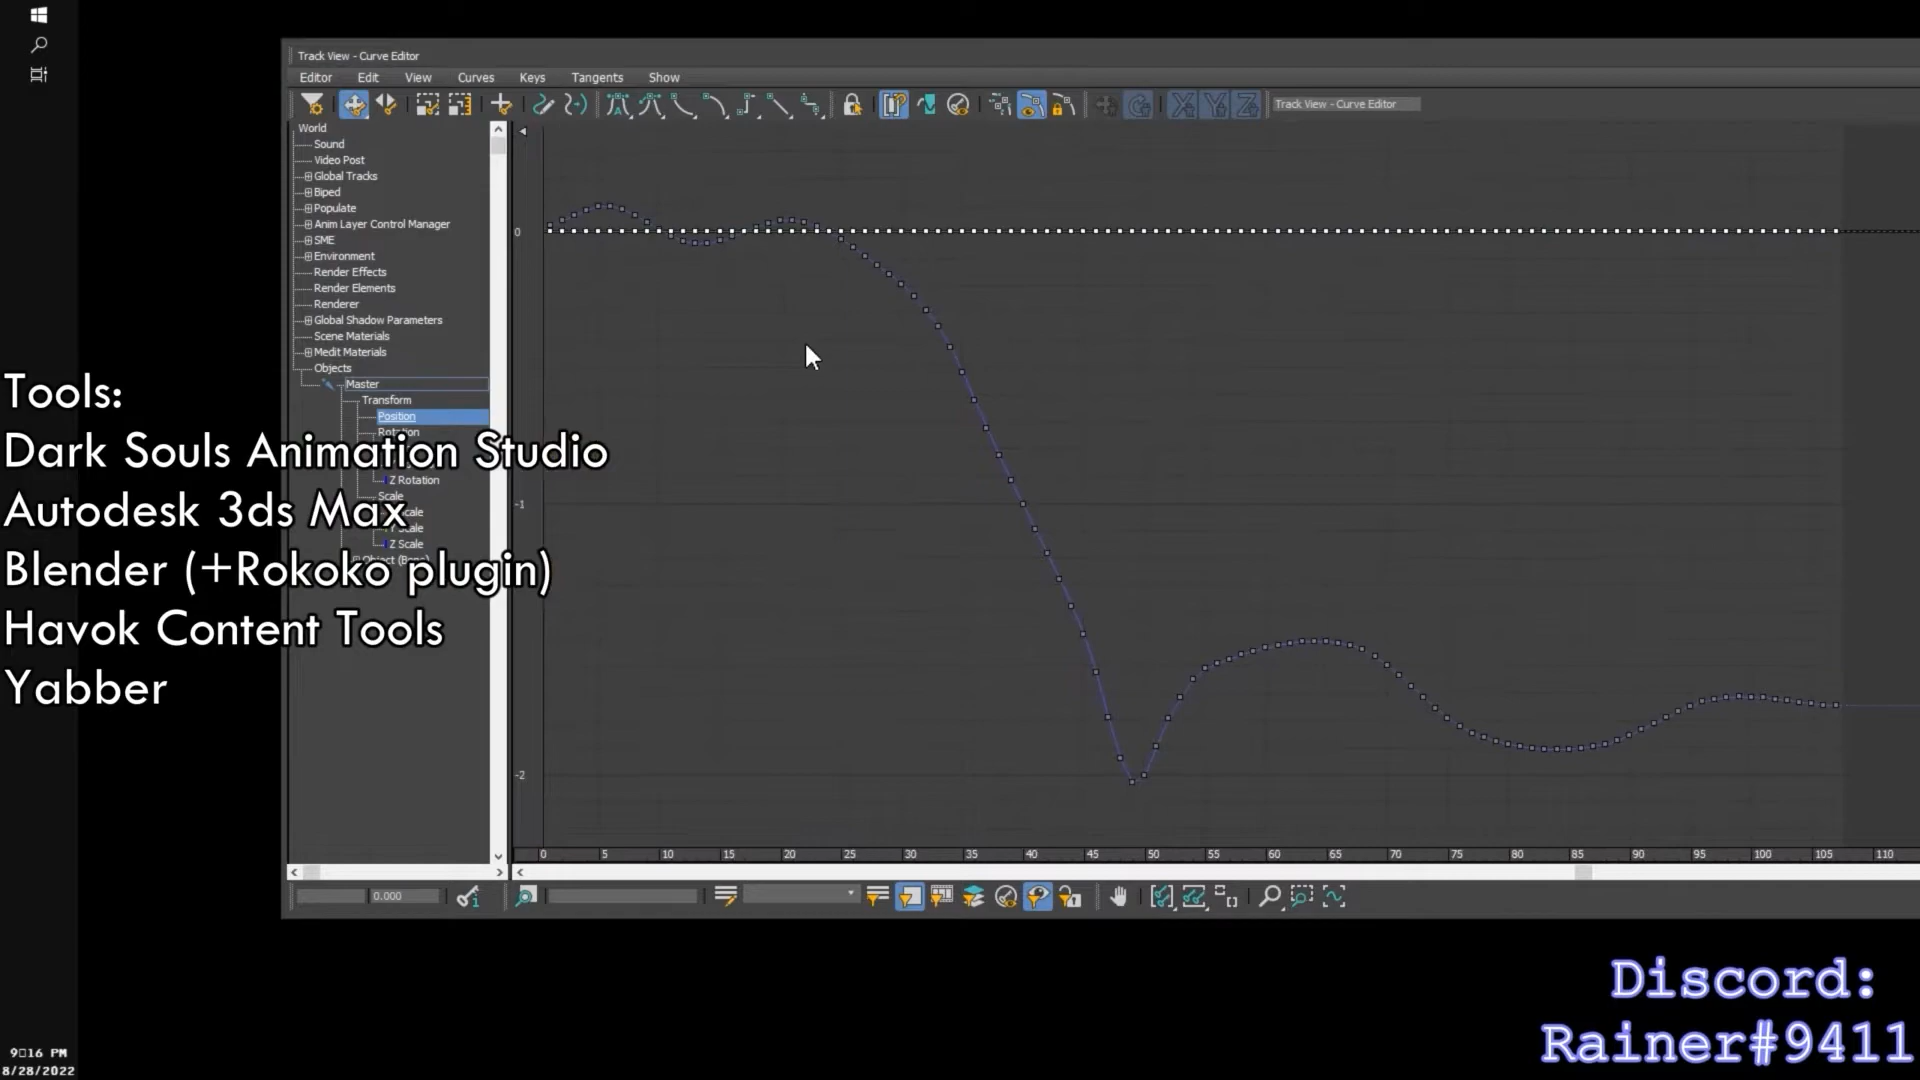 Track View - Curve Editor
Editor Edit View Curves Keys Tangents Show
Track View - Curve Editor
World
Sound
Video Post
Global Tracks
Biped
Populate
Anim Layer Control Manager
SME
Environment
Render Effects
Render Elements
Renderer
Global Shadow Parameters
Scene Materials
Medit Materials
Objects
Master
Transform
Position
Rotation
Z Rotation
Scale
Y Scale
Z Scale
0
-1
-2
Tools:
Dark Souls Animation Studio
Autodesk 3ds Max
Blender (+Rokoko plugin)
Havok Content Tools
Yabber
0 5 10 15 20 25 30 35 40 45 50 55 60 65 70 75 80 85 90 95 100 105 110
0.000
Discord:
Rainer#9411
9:16 PM
8/28/2022